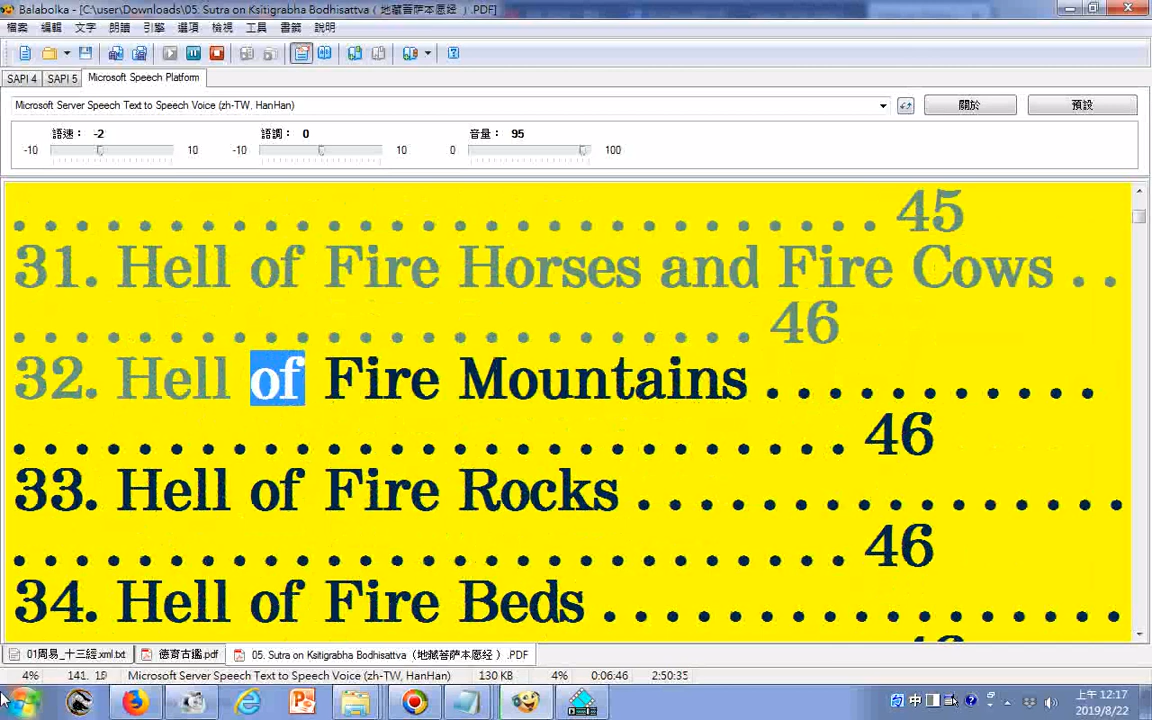 Balabolka - [C:\user\Downloads\05. Sutra on Ksitigrabha Bodhisattva（地藏菩萨本愿经）.PDF]
檔案 編輯 文字 朗讀 引擎 選項 檢視 工具 書籤 說明
SAPI 4 SAPI 5 Microsoft Speech Platform
Microsoft Server Speech Text to Speech Voice (zh-TW, HanHan) 關於 預設
語速： -2 語調： 0 音量： 95
-10 10 -10 10 0 100
. . . . . . . . . . . . . . . . . . . . . . . . . . 45
31. Hell of Fire Horses and Fire Cows . .
. . . . . . . . . . . . . . . . . . . . . . 46
32. Hell of Fire Mountains . . . . . . . . . .
. . . . . . . . . . . . . . . . . . . . . . . . . 46
33. Hell of Fire Rocks . . . . . . . . . . . . . .
. . . . . . . . . . . . . . . . . . . . . . . . . 46
34. Hell of Fire Beds . . . . . . . . . . . . . . .
01周易_十三經.xml.txt 德育古鑑.pdf 05. Sutra on Ksitigrabha Bodhisattva（地藏菩萨本愿经）.PDF
4% 141. 19 Microsoft Server Speech Text to Speech Voice (zh-TW, HanHan) 130 KB 4% 0:06:46 2:50:35
中 上午 12:17
2019/8/22